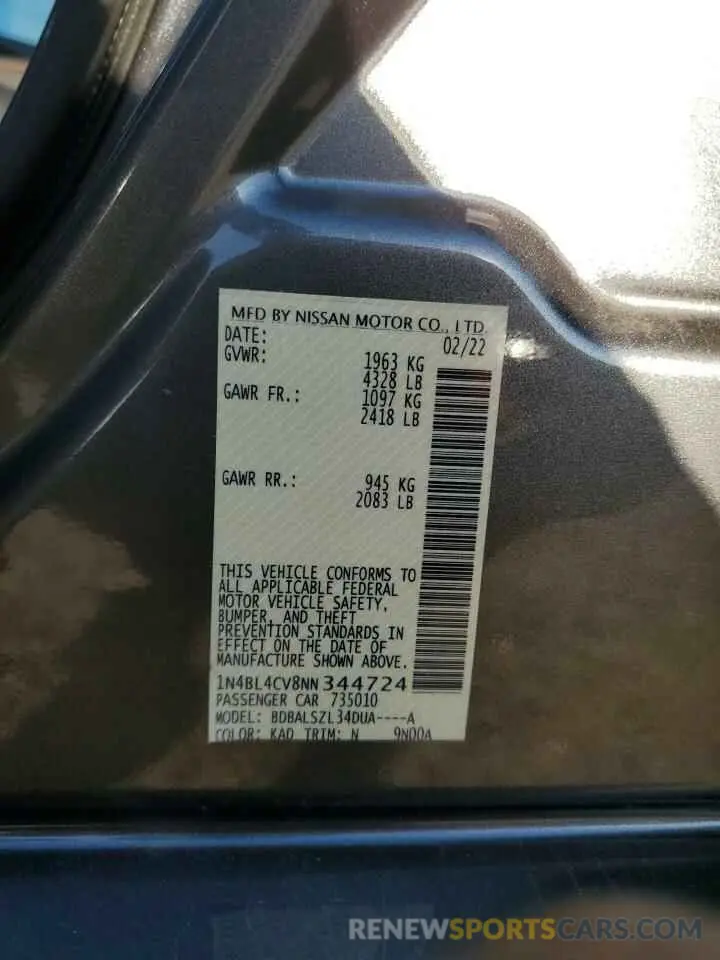 MFD BY NISSAN MOTOR CO., LTD.
DATE: 02/22
GVWR: 1963 KG
4328 LB
GAWR FR.: 1097 KG
2418 LB
GAWR RR.: 945 KG
2083 LB
THIS VEHICLE CONFORMS TO
ALL APPLICABLE FEDERAL
MOTOR VEHICLE SAFETY,
BUMPER, AND THEFT
PREVENTION STANDARDS IN
EFFECT ON THE DATE OF
MANUFACTURE SHOWN ABOVE.
1N4BL4CV8NN344724
PASSENGER CAR 735010
MODEL: BDBALSZL34DUA----A
COLOR: KAD TRIM: N 9N00A
RENEWSPORTSCARS.COM